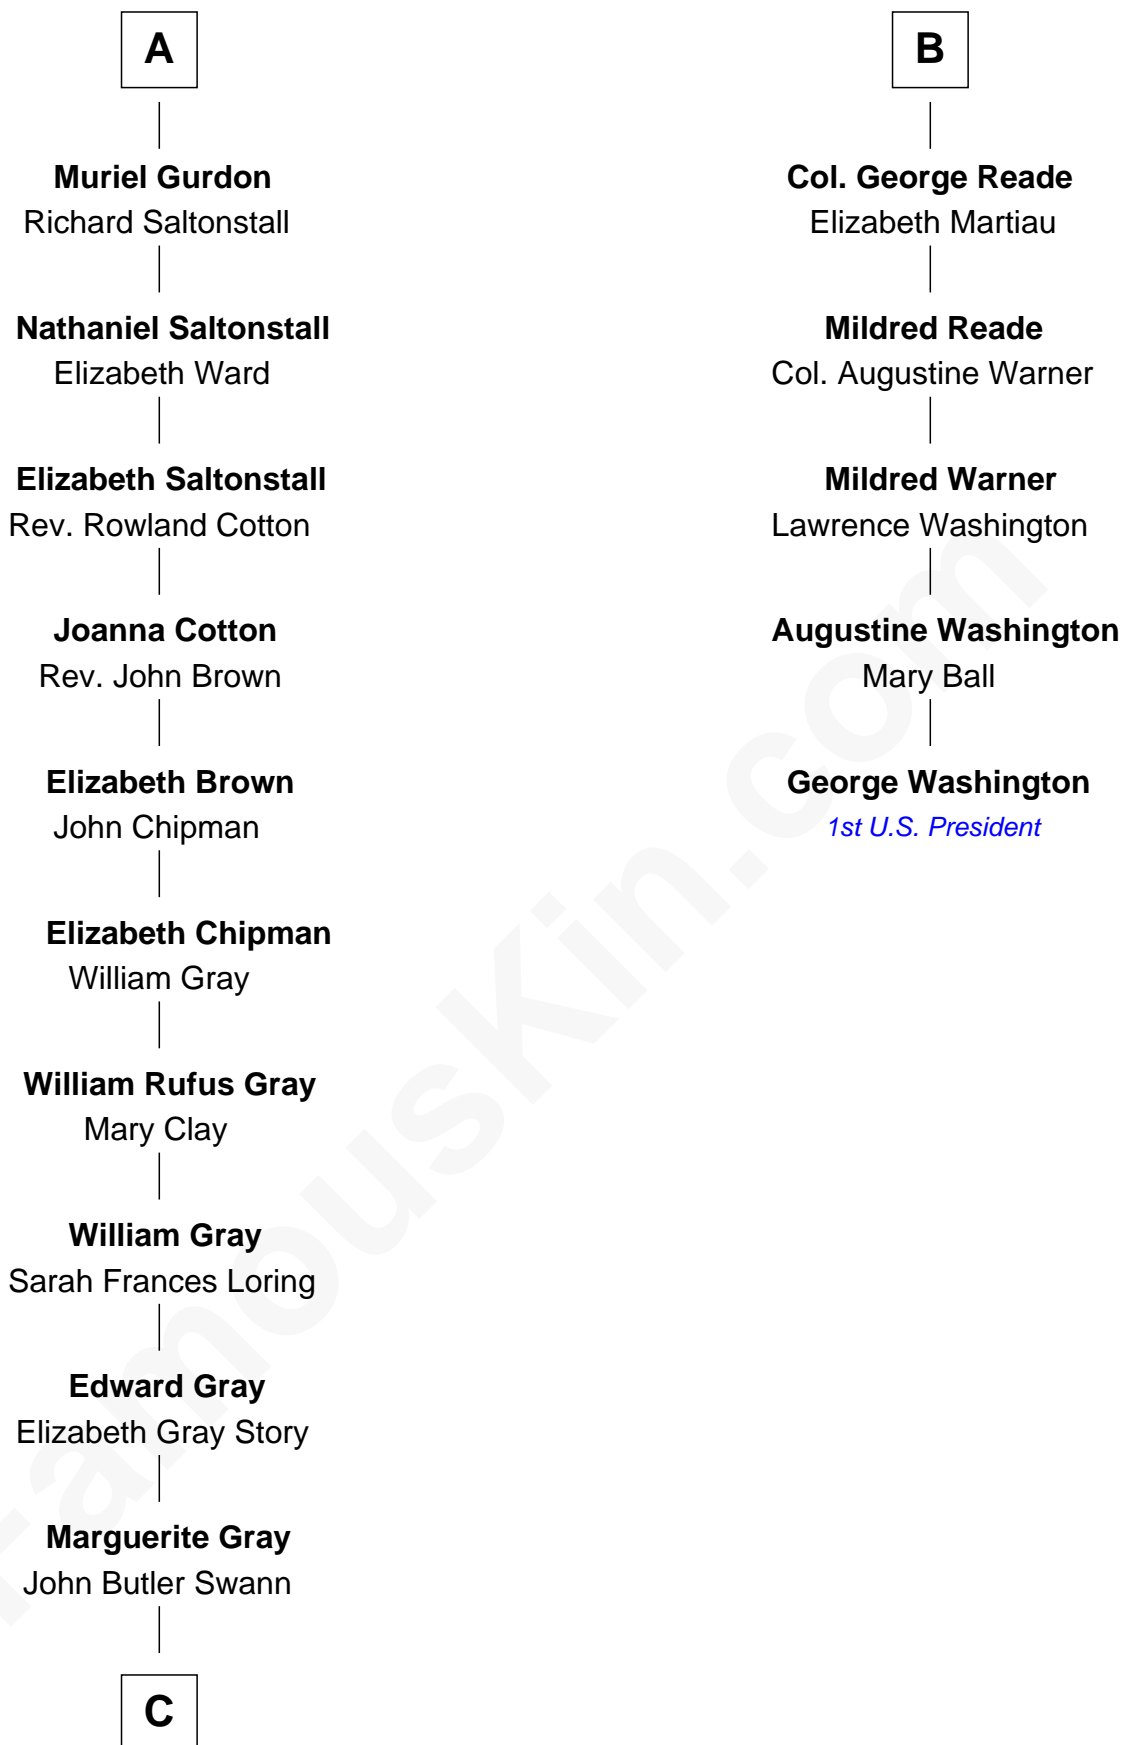 A
Muriel Gurdon
Richard Saltonstall
Nathaniel Saltonstall
Elizabeth Ward
Elizabeth Saltonstall
Rev. Rowland Cotton
Joanna Cotton
Rev. John Brown
Elizabeth Brown
John Chipman
Elizabeth Chipman
William Gray
William Rufus Gray
Mary Clay
William Gray
Sarah Frances Loring
Edward Gray
Elizabeth Gray Story
Marguerite Gray
John Butler Swann
C
B
Col. George Reade
Elizabeth Martiau
Mildred Reade
Col. Augustine Warner
Mildred Warner
Lawrence Washington
Augustine Washington
Mary Ball
George Washington
1st U.S. President
FamousKin.com